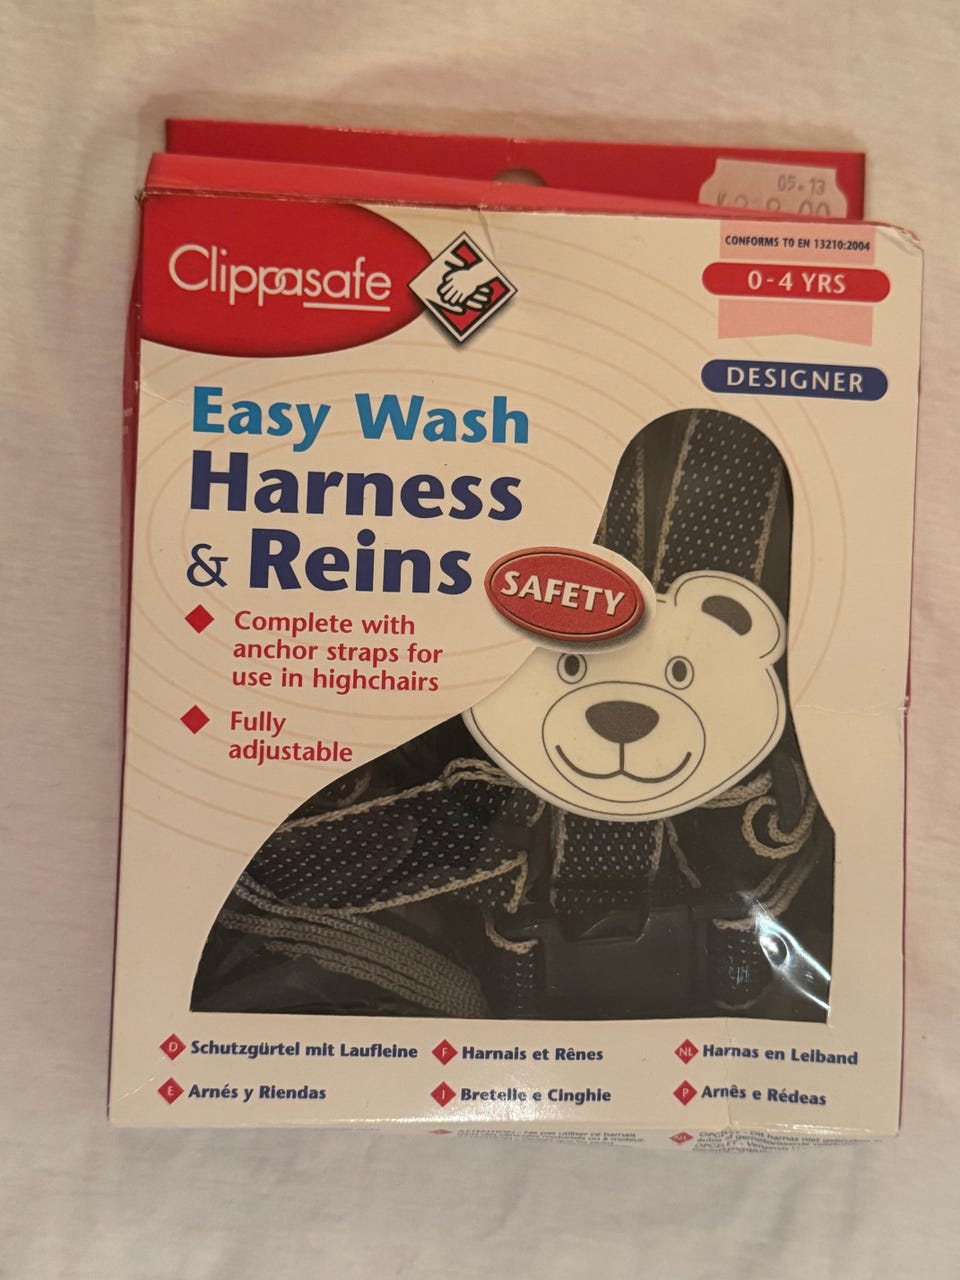 05.13
CONFORMS TO EN 13210:2004
Clippasafe
0-4 YRS
DESIGNER
Easy Wash
Harness
& Reins
SAFETY
Complete with
anchor straps for
use in highchairs
Fully
adjustable
D Schutzgürtel mit Laufleine
F Harnais et Rênes
NL Harnas en Leiband
E Arnés y Riendas
I Bretelle e Cinghie
P Arnês e Rédeas